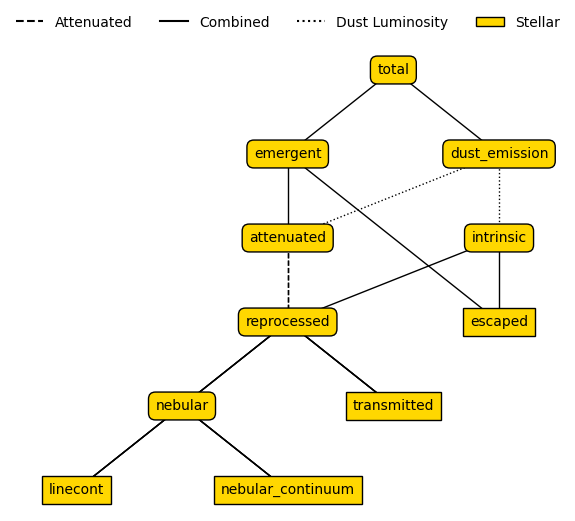 Attenuated Combined Dust Luminosity Stellar
total
emergent dust_emission
attenuated intrinsic
reprocessed escaped
nebular transmitted
linecont nebular_continuum